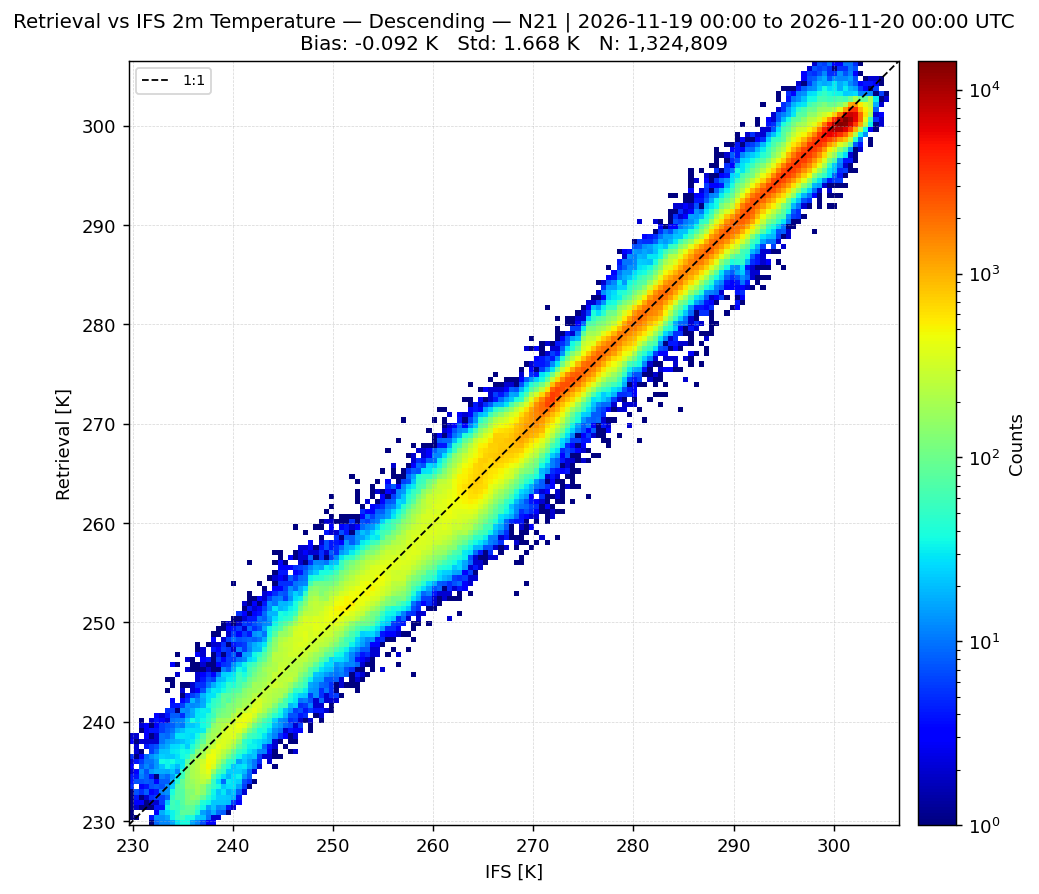 Retrieval vs IFS 2m Temperature — Descending — N21 | 2026-11-19 00:00 to 2026-11-20 00:00 UTC
Bias: -0.092 K   Std: 1.668 K   N: 1,324,809
1:1
300
290
280
270
260
250
240
230
Retrieval [K]
230 240 250 260 270 280 290 300
IFS [K]
10⁴
10³
10²
10¹
10⁰
Counts